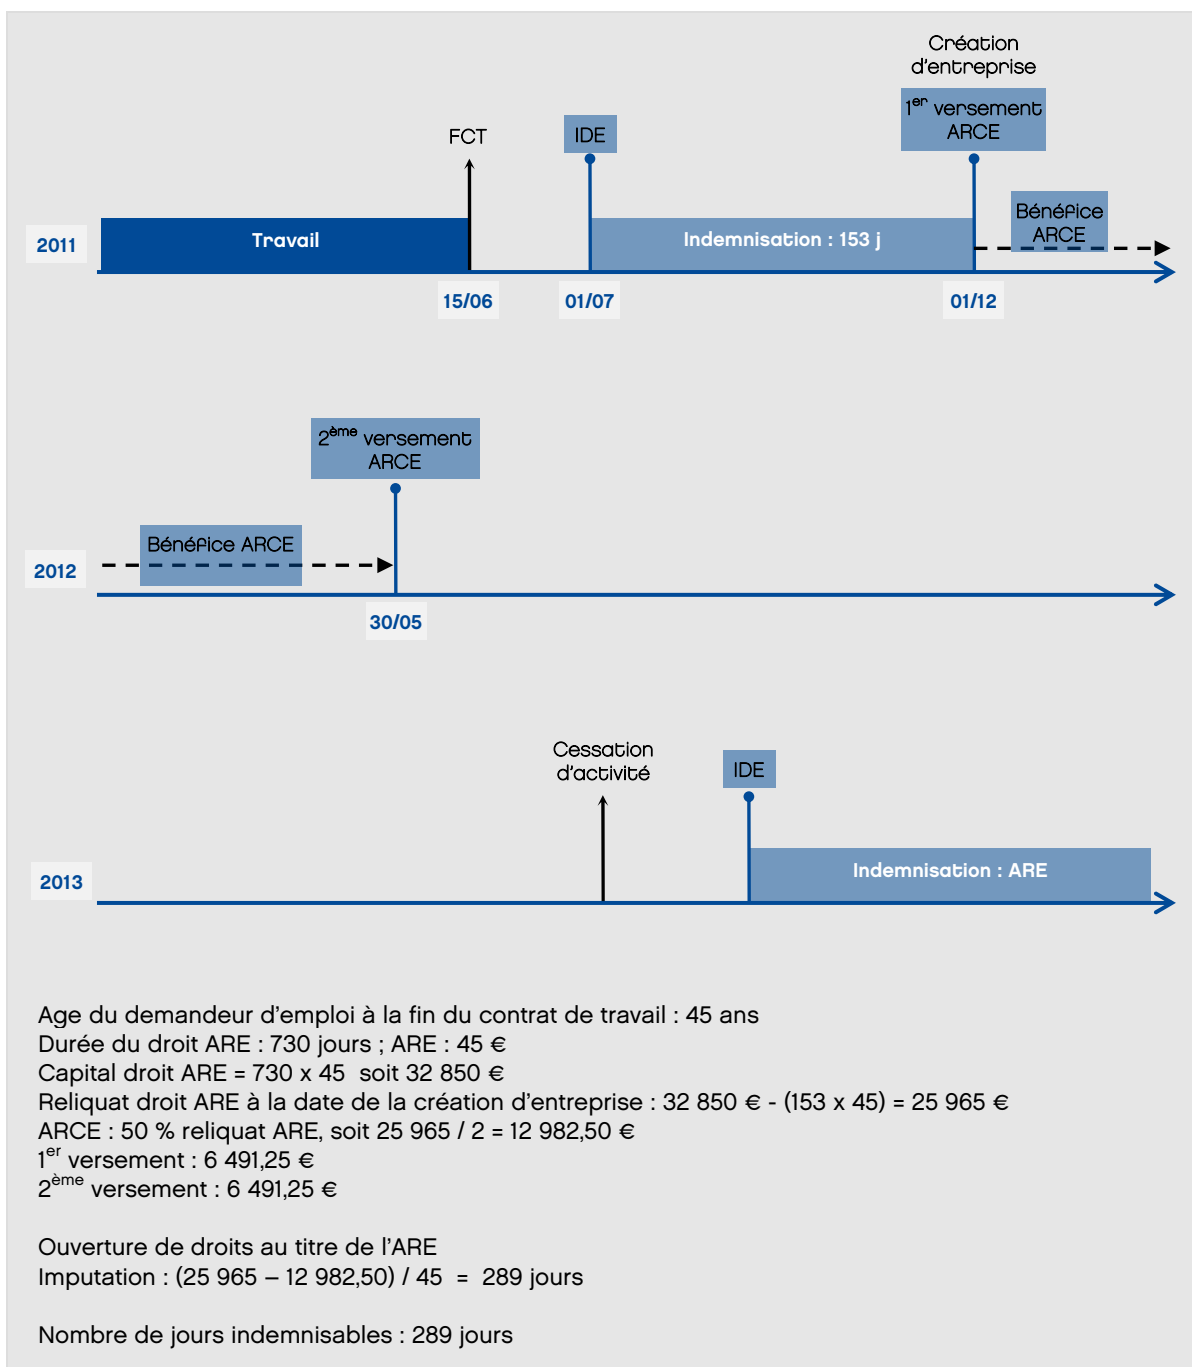 Création
d'entreprise
1er versement
ARCE
FCT
IDE
Bénéfice
ARCE
2011
Travail
Indemnisation : 153 j
15/06
01/07
01/12
2ème versement
ARCE
Bénéfice ARCE
2012
30/05
Cessation
d'activité
IDE
2013
Indemnisation : ARE
Age du demandeur d'emploi à la fin du contrat de travail : 45 ans
Durée du droit ARE : 730 jours ; ARE : 45 €
Capital droit ARE = 730 x 45 soit 32 850 €
Reliquat droit ARE à la date de la création d'entreprise : 32 850 € - (153 x 45) = 25 965 €
ARCE : 50 % reliquat ARE, soit 25 965 / 2 = 12 982,50 €
1er versement : 6 491,25 €
2ème versement : 6 491,25 €
Ouverture de droits au titre de l'ARE
Imputation : (25 965 – 12 982,50) / 45 = 289 jours
Nombre de jours indemnisables : 289 jours